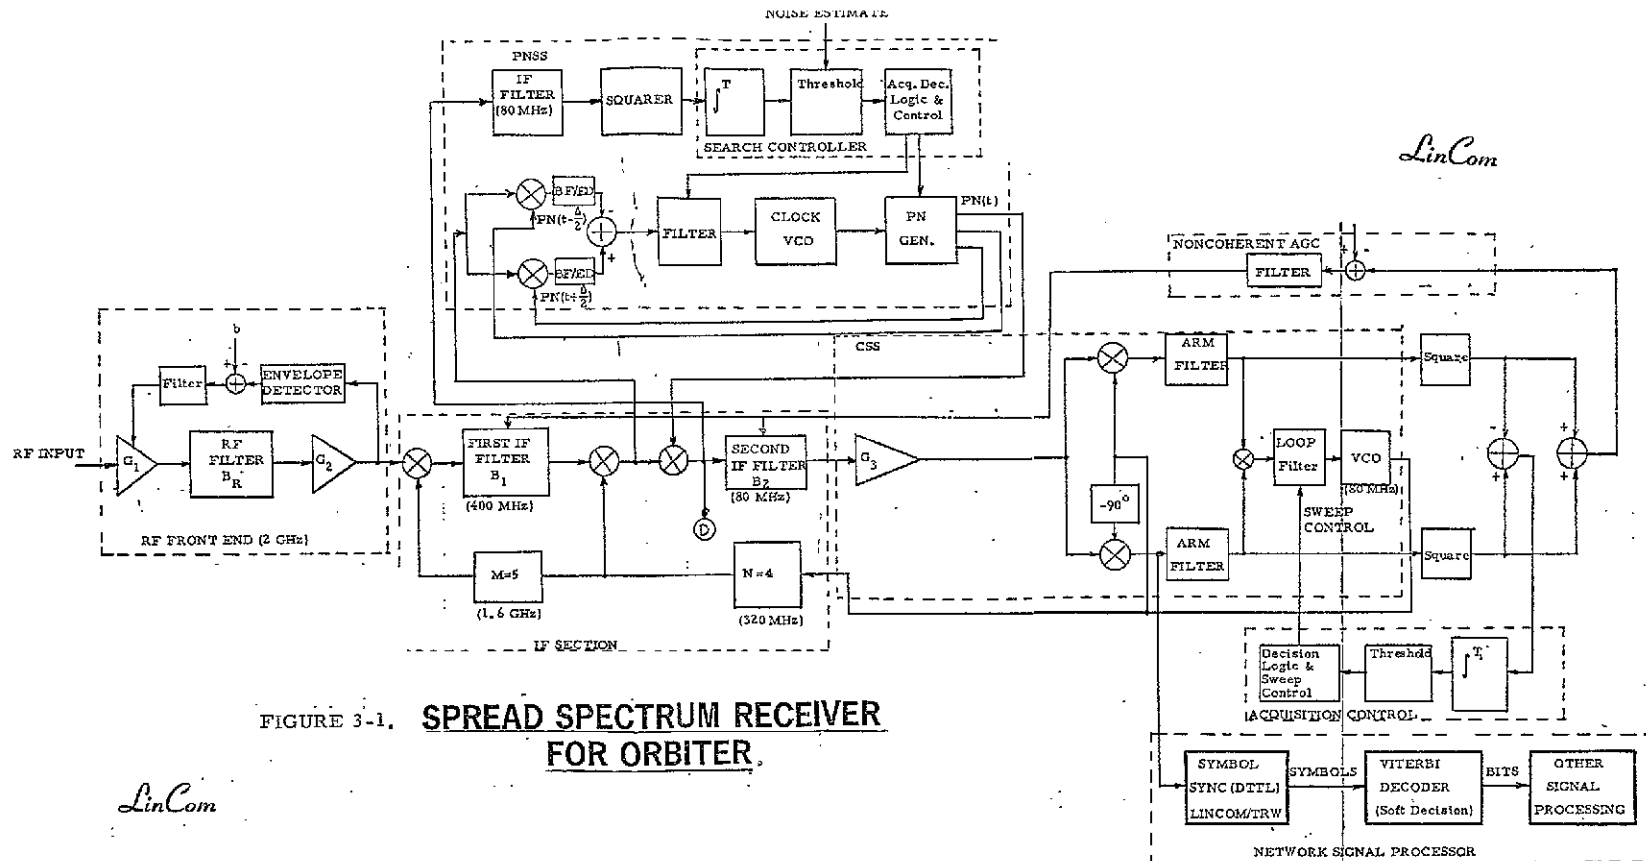 NOISE ESTIMATE
PNSS
IF
FILTER
(80 MHz)
SQUARER
∫T
Threshold
Acq. Dec.
Logic &
Control
SEARCH CONTROLLER
LinCom
BF/ED
PN(t-Δ/2)
-
+
BF/ED
PN(t+Δ/2)
FILTER
CLOCK
VCO
PN
GEN.
PN(t)
NONCOHERENT AGC
FILTER
+
-
b
+
-
Filter
ENVELOPE
DETECTOR
RF INPUT
G1
RF
FILTER
BR
G2
RF FRONT END (2 GHz)
FIRST IF
FILTER
B1
(400 MHz)
SECOND
IF FILTER
B2
(80 MHz)
D
M=5
(1.6 GHz)
N=4
(320 MHz)
IF SECTION
G3
CSS
ARM
FILTER
-90°
ARM
FILTER
LOOP
Filter
VCO
(80 MHz)
SWEEP
CONTROL
Square
Square
-
+
+
+
Decision
Logic &
Sweep
Control
Threshold
∫T1
ACQUISITION CONTROL
FIGURE 3-1. SPREAD SPECTRUM RECEIVER
FOR ORBITER
LinCom
SYMBOL
SYNC (DTTL)
LINCOM/TRW
SYMBOLS
VITERBI
DECODER
(Soft Decision)
BITS
OTHER
SIGNAL
PROCESSING
NETWORK SIGNAL PROCESSOR